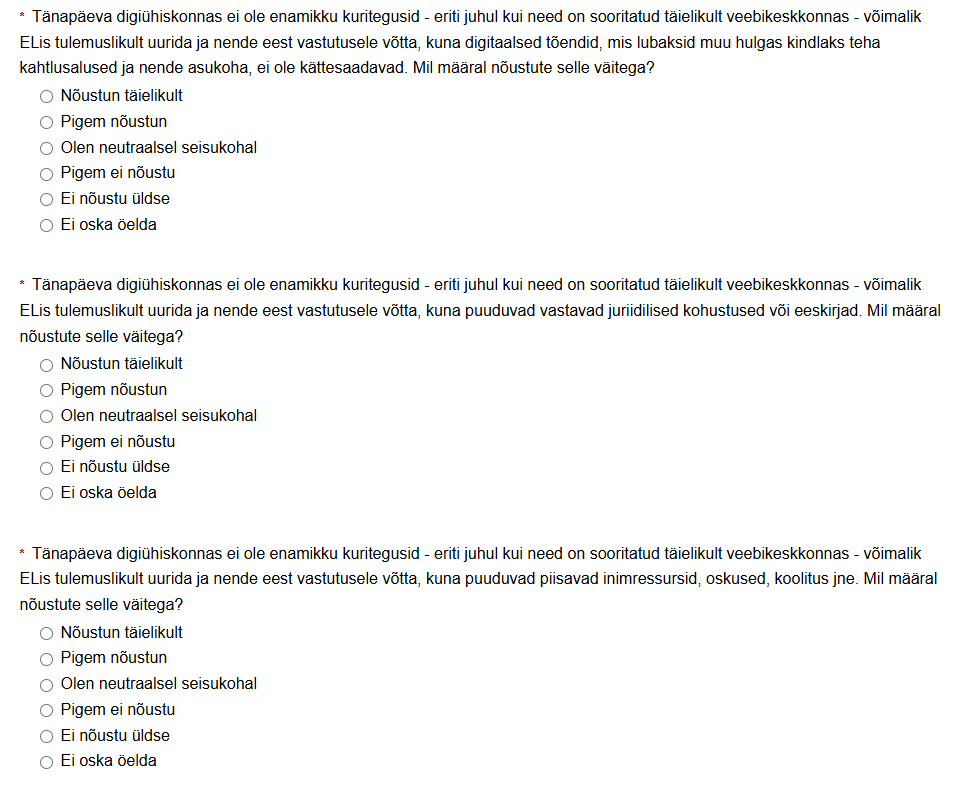 * Tänapäeva digiühiskonnas ei ole enamikku kuritegusid - eriti juhul kui need on sooritatud täielikult veebikeskkonnas - võimalik
ELis tulemuslikult uurida ja nende eest vastutusele võtta, kuna digitaalsed tõendid, mis lubaksid muu hulgas kindlaks teha
kahtlusalused ja nende asukoha, ei ole kättesaadavad. Mil määral nõustute selle väitega?
Nõustun täielikult
Pigem nõustun
Olen neutraalsel seisukohal
Pigem ei nõustu
Ei nõustu üldse
Ei oska öelda
* Tänapäeva digiühiskonnas ei ole enamikku kuritegusid - eriti juhul kui need on sooritatud täielikult veebikeskkonnas - võimalik
ELis tulemuslikult uurida ja nende eest vastutusele võtta, kuna puuduvad vastavad juriidilised kohustused või eeskirjad. Mil määral
nõustute selle väitega?
Nõustun täielikult
Pigem nõustun
Olen neutraalsel seisukohal
Pigem ei nõustu
Ei nõustu üldse
Ei oska öelda
* Tänapäeva digiühiskonnas ei ole enamikku kuritegusid - eriti juhul kui need on sooritatud täielikult veebikeskkonnas - võimalik
ELis tulemuslikult uurida ja nende eest vastutusele võtta, kuna puuduvad piisavad inimressursid, oskused, koolitus jne. Mil määral
nõustute selle väitega?
Nõustun täielikult
Pigem nõustun
Olen neutraalsel seisukohal
Pigem ei nõustu
Ei nõustu üldse
Ei oska öelda